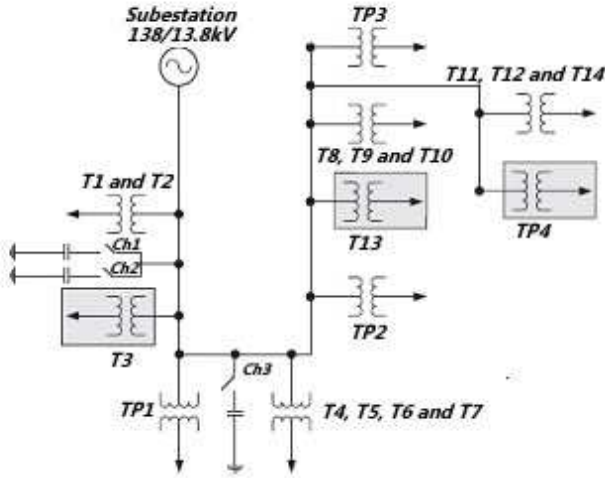 Subestation
138/13.8kV
TP3
T11, T12 and T14
T8, T9 and T10
T1 and T2
Ch1
Ch2
T13
TP4
T3
TP2
Ch3
TP1
T4, T5, T6 and T7